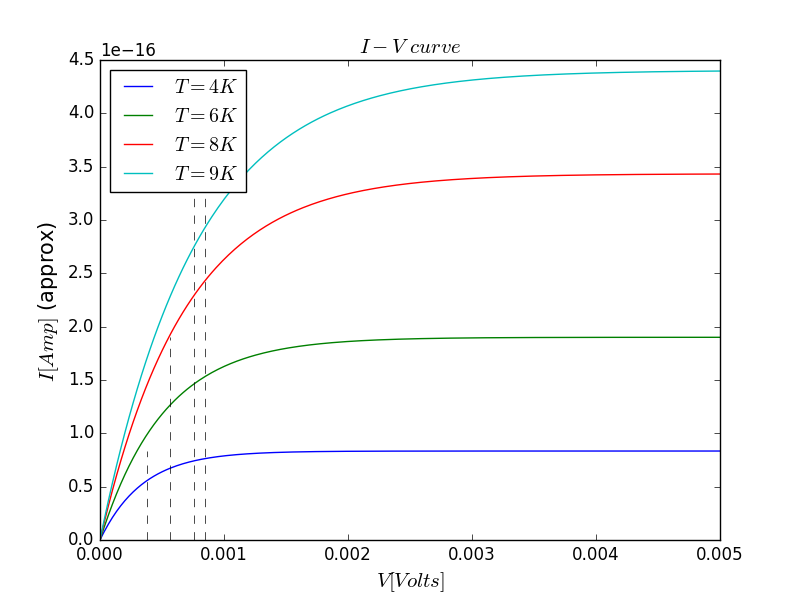 I − V curve
1e−16
4.5
4.0
3.5
3.0
2.5
2.0
1.5
1.0
0.5
0.0
T = 4K
T = 6K
T = 8K
T = 9K
I[Amp] (approx)
0.000 0.001 0.002 0.003 0.004 0.005
V[Volts]